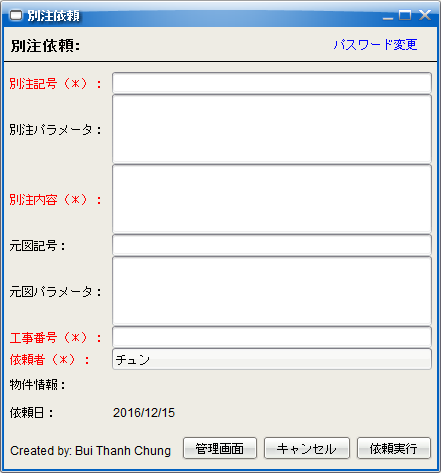 別注依頼
別注依頼:
パスワード変更
別注記号（＊）：
別注パラメータ：
別注内容（＊）：
元図記号：
元図パラメータ：
工事番号（＊）：
依頼者（＊）：
チュン
物件情報：
依頼日：
2016/12/15
Created by: Bui Thanh Chung
管理画面
キャンセル
依頼実行